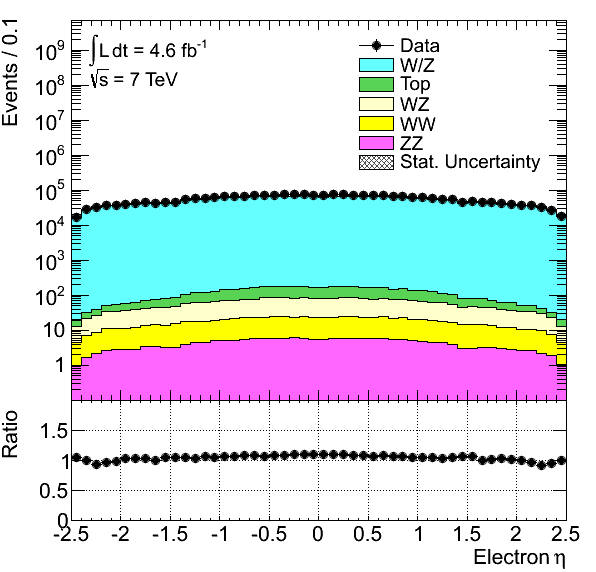 Events / 0.1
∫L dt = 4.6 fb⁻¹
√s = 7 TeV
Data
W/Z
Top
WZ
WW
ZZ
Stat. Uncertainty
10⁹
10⁸
10⁷
10⁶
10⁵
10⁴
10³
10²
10
1
Ratio
1.5
1
0.5
0
-2.5 -2 -1.5 -1 -0.5 0 0.5 1 1.5 2 2.5
Electron η